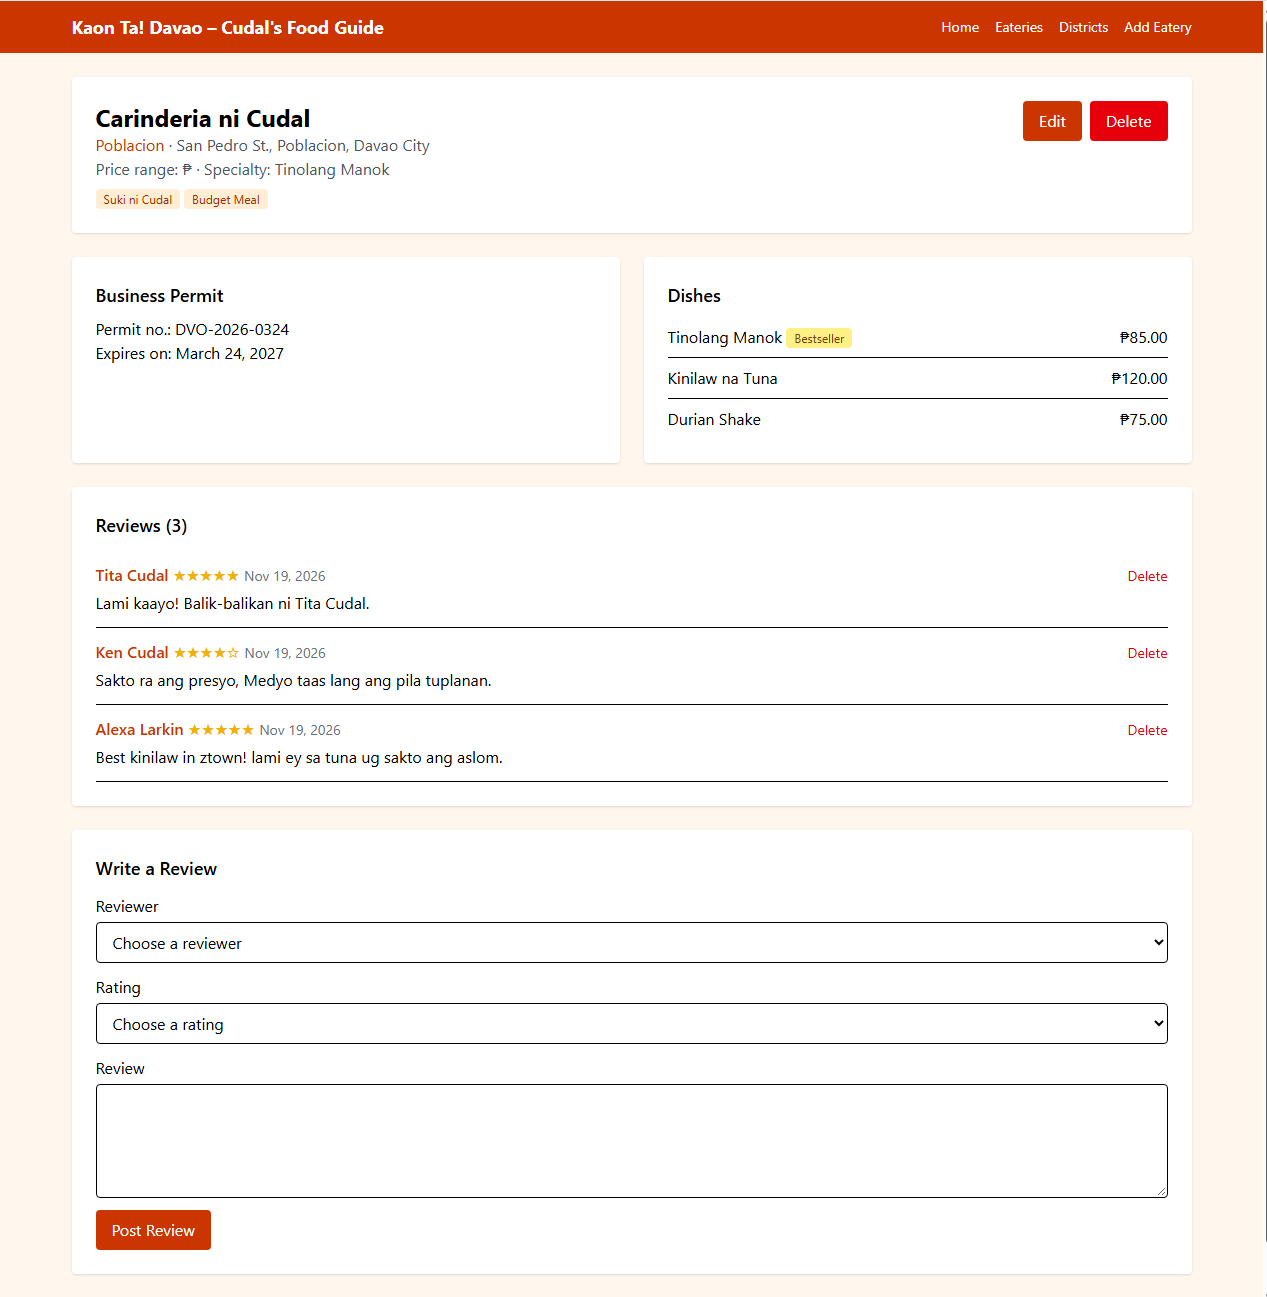 Kaon Ta! Davao – Cudal's Food Guide
Home Eateries Districts Add Eatery
Carinderia ni Cudal
Edit Delete
Poblacion · San Pedro St., Poblacion, Davao City
Price range: ₱ · Specialty: Tinolang Manok
Suki ni Cudal Budget Meal
Business Permit
Permit no.: DVO-2026-0324
Expires on: March 24, 2027
Dishes
Tinolang Manok Bestseller ₱85.00
Kinilaw na Tuna ₱120.00
Durian Shake ₱75.00
Reviews (3)
Tita Cudal ★★★★★ Nov 19, 2026 Delete
Lami kaayo! Balik-balikan ni Tita Cudal.
Ken Cudal ★★★★☆ Nov 19, 2026 Delete
Sakto ra ang presyo, Medyo taas lang ang pila tuplanan.
Alexa Larkin ★★★★★ Nov 19, 2026 Delete
Best kinilaw in ztown! lami ey sa tuna ug sakto ang aslom.
Write a Review
Reviewer
Choose a reviewer
Rating
Choose a rating
Review
Post Review